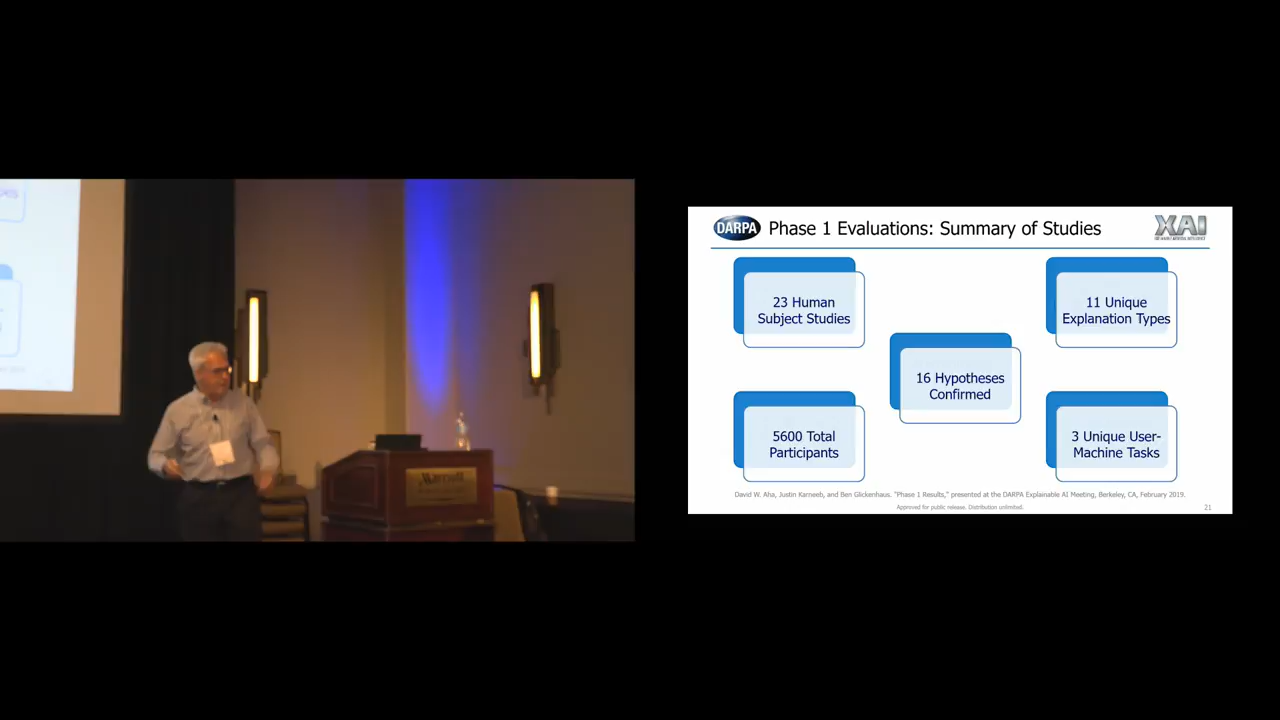 Marriott
DARPA
Phase 1 Evaluations: Summary of Studies
XAI
23 Human
Subject Studies
11 Unique
Explanation Types
16 Hypotheses
Confirmed
5600 Total
Participants
3 Unique User-
Machine Tasks
David W. Aha, Justin Karneeb, and Ben Glickenhaus. "Phase 1 Results," presented at the DARPA Explainable AI Meeting, Berkeley, CA, February 2019.
Approved for public release. Distribution unlimited.
21